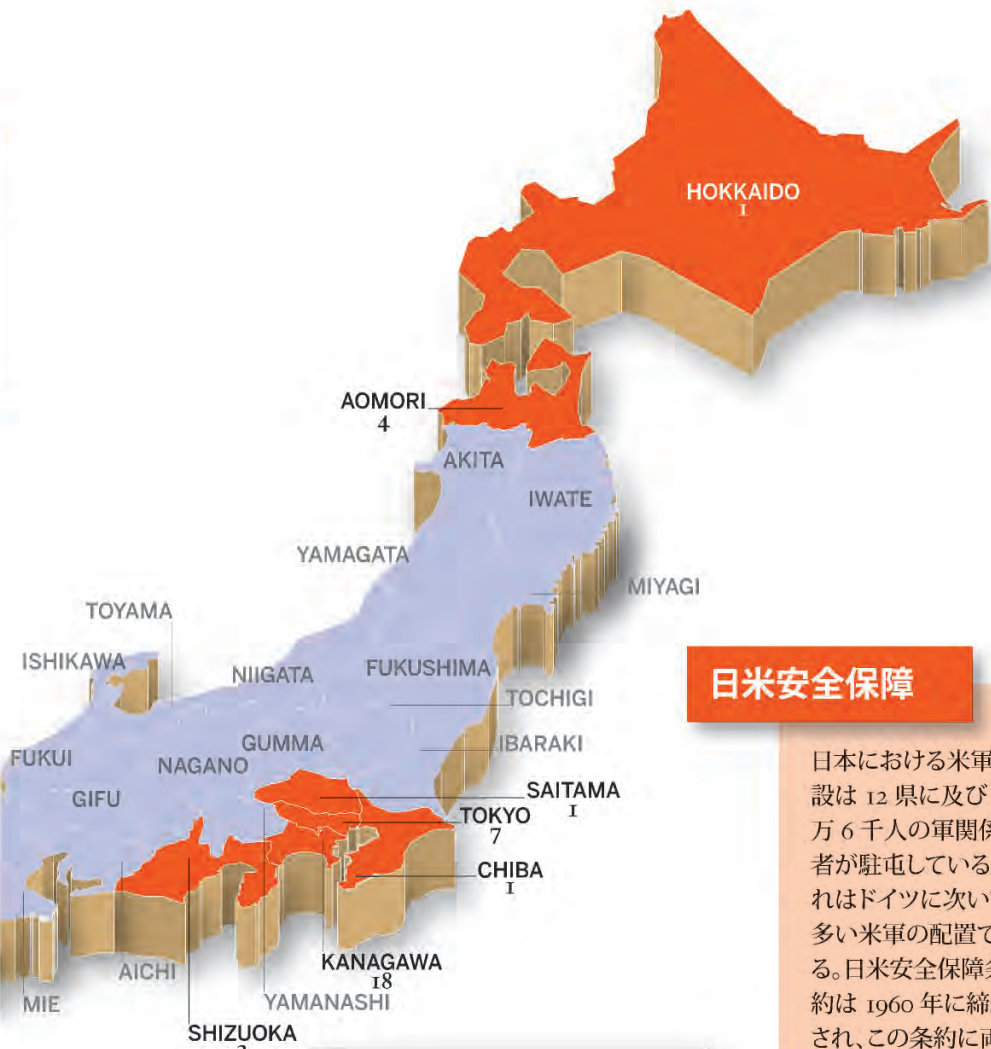 HOKKAIDO
1
AOMORI
4
AKITA
IWATE
YAMAGATA
MIYAGI
TOYAMA
ISHIKAWA
NIIGATA
FUKUSHIMA
TOCHIGI
FUKUI
GUMMA
IBARAKI
NAGANO
GIFU
SAITAMA
1
TOKYO
7
CHIBA
1
KANAGAWA
18
AICHI
YAMANASHI
MIE
SHIZUOKA
日米安全保障
日本における米軍
設は 12 県に及び
万 6 千人の軍関係
者が駐屯している
れはドイツに次い
多い米軍の配置で
る。日米安全保障条
約は 1960 年に締
され、この条約に両